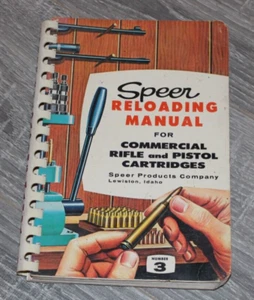 Speer
RELOADING
MANUAL
FOR
COMMERCIAL
RIFLE and PISTOL
CARTRIDGES
Speer Products Company
Lewiston, Idaho
NUMBER
3